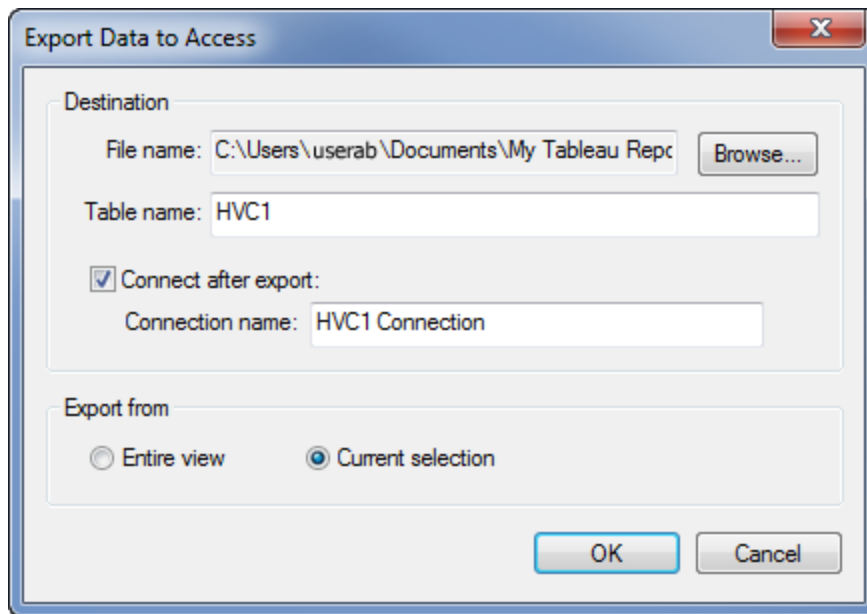 Export Data to Access
Destination
File name: C:\Users\userab\Documents\My Tableau Repo Browse...
Table name: HVC1
Connect after export:
Connection name: HVC1 Connection
Export from
Entire view Current selection
OK Cancel